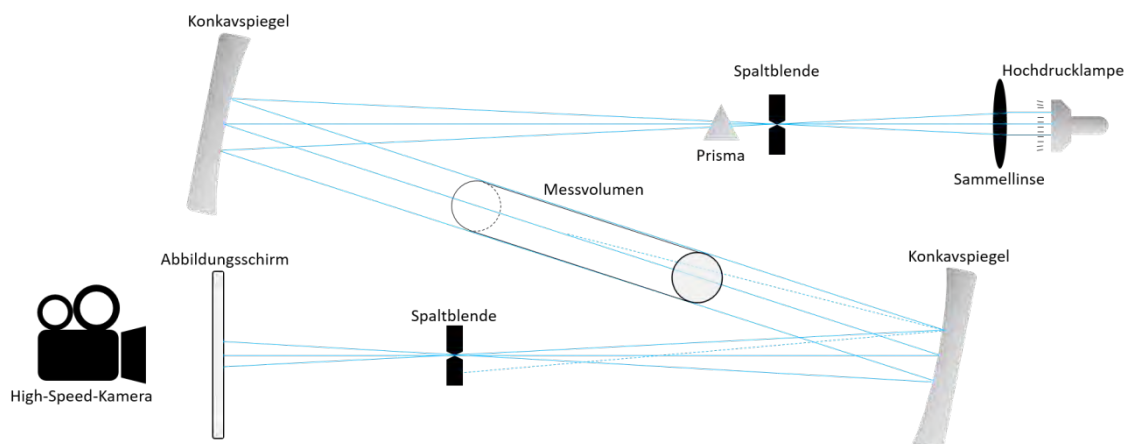 Konkavspiegel
Spaltblende
Hochdrucklampe
Prisma
Sammellinse
Messvolumen
Abbildungsschirm
Konkavspiegel
Spaltblende
High-Speed-Kamera